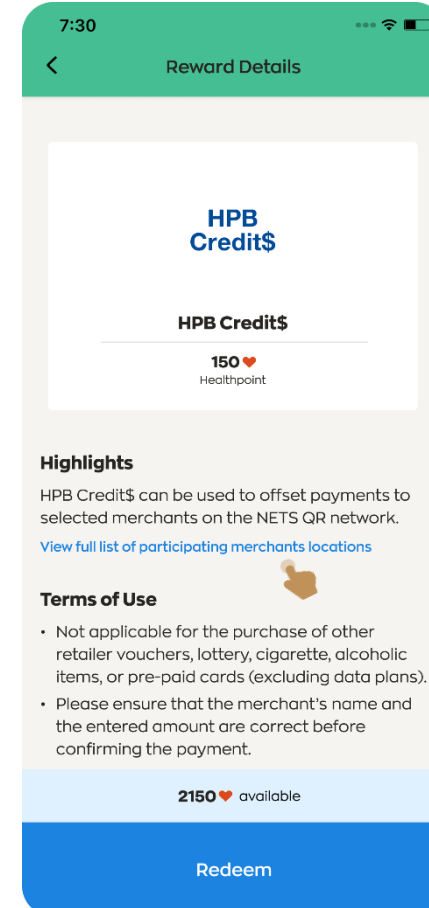 7:30
Reward Details
HPB
Credit$
HPB Credit$
150
Healthpoint
Highlights
HPB Credit$ can be used to offset payments to
selected merchants on the NETS QR network.
View full list of participating merchants locations
Terms of Use
• Not applicable for the purchase of other
retailer vouchers, lottery, cigarette, alcoholic
items, or pre-paid cards (excluding data plans).
• Please ensure that the merchant's name and
the entered amount are correct before
confirming the payment.
2150 available
Redeem